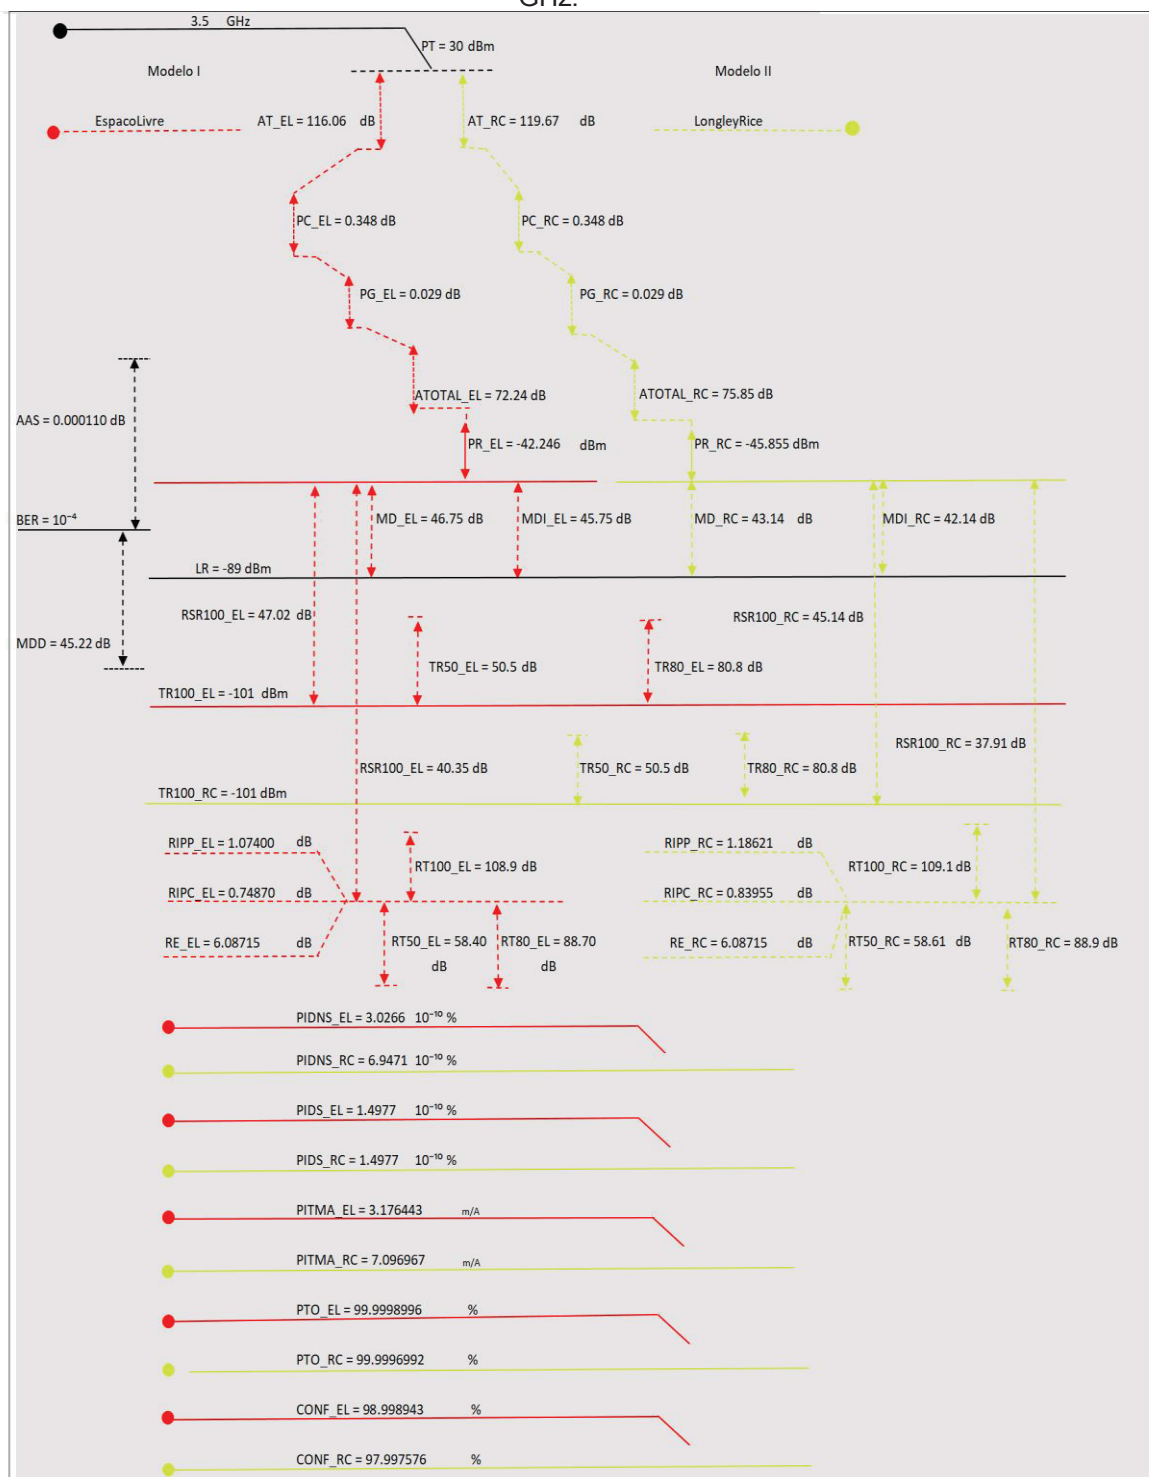 GHz.
3.5 GHz
PT = 30 dBm
Modelo I
Modelo II
EspacoLivre
AT_EL = 116.06 dB
AT_RC = 119.67 dB
LongleyRice
PC_EL = 0.348 dB
PC_RC = 0.348 dB
PG_EL = 0.029 dB
PG_RC = 0.029 dB
ATOTAL_EL = 72.24 dB
ATOTAL_RC = 75.85 dB
AAS = 0.000110 dB
PR_EL = -42.246 dBm
PR_RC = -45.855 dBm
BER = 10⁻⁴
MD_EL = 46.75 dB
MDI_EL = 45.75 dB
MD_RC = 43.14 dB
MDI_RC = 42.14 dB
LR = -89 dBm
RSR100_EL = 47.02 dB
RSR100_RC = 45.14 dB
MDD = 45.22 dB
TR50_EL = 50.5 dB
TR80_EL = 80.8 dB
TR100_EL = -101 dBm
RSR100_RC = 37.91 dB
RSR100_EL = 40.35 dB
TR50_RC = 50.5 dB
TR80_RC = 80.8 dB
TR100_RC = -101 dBm
RIPP_EL = 1.07400 dB
RIPP_RC = 1.18621 dB
RT100_EL = 108.9 dB
RT100_RC = 109.1 dB
RIPC_EL = 0.74870 dB
RIPC_RC = 0.83955 dB
RE_EL = 6.08715 dB
RT50_EL = 58.40 dB
RT80_EL = 88.70 dB
RE_RC = 6.08715 dB
RT50_RC = 58.61 dB
RT80_RC = 88.9 dB
PIDNS_EL = 3.0266 10⁻¹⁰ %
PIDNS_RC = 6.9471 10⁻¹⁰ %
PIDS_EL = 1.4977 10⁻¹⁰ %
PIDS_RC = 1.4977 10⁻¹⁰ %
PITMA_EL = 3.176443 m/A
PITMA_RC = 7.096967 m/A
PTO_EL = 99.9998996 %
PTO_RC = 99.9996992 %
CONF_EL = 98.998943 %
CONF_RC = 97.997576 %